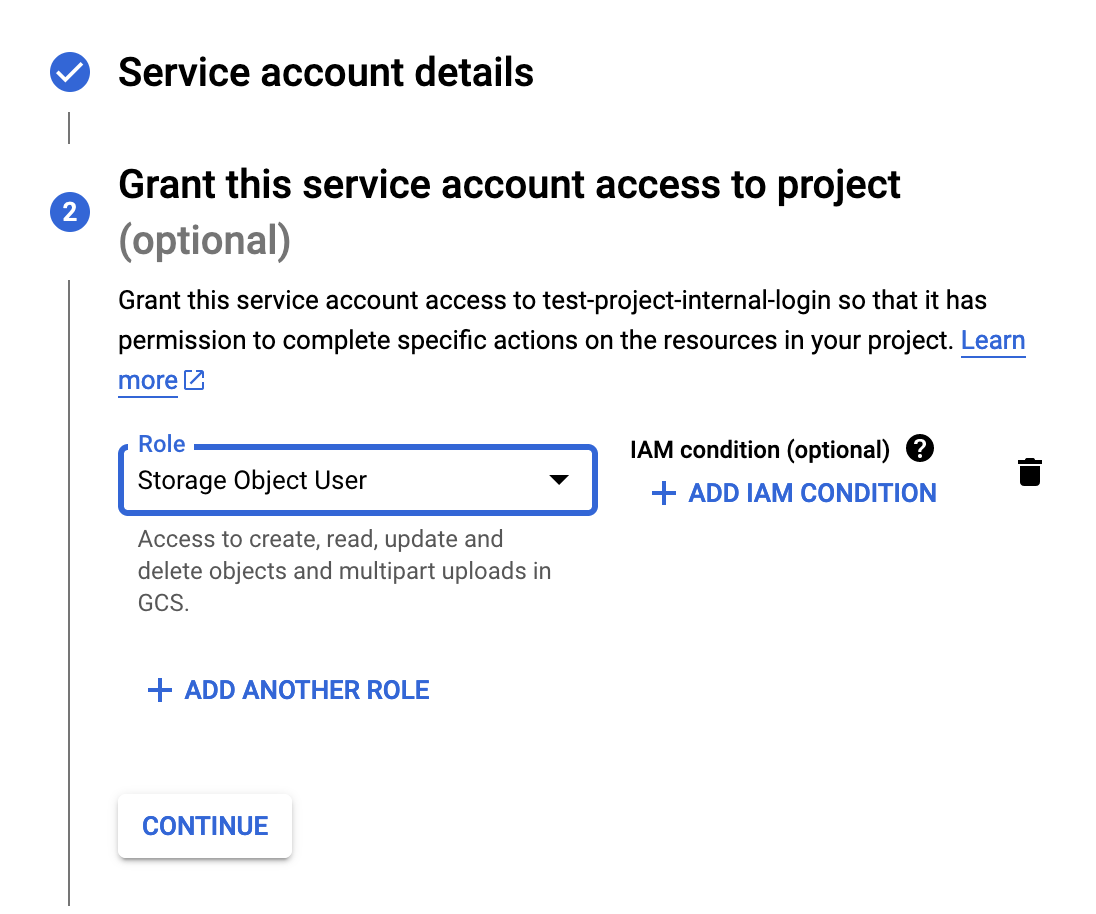 Service account details
2
Grant this service account access to project
(optional)
Grant this service account access to test-project-internal-login so that it has
permission to complete specific actions on the resources in your project. Learn
more
Role
Storage Object User
Access to create, read, update and
delete objects and multipart uploads in
GCS.
IAM condition (optional) ?
+ ADD IAM CONDITION
+ ADD ANOTHER ROLE
CONTINUE